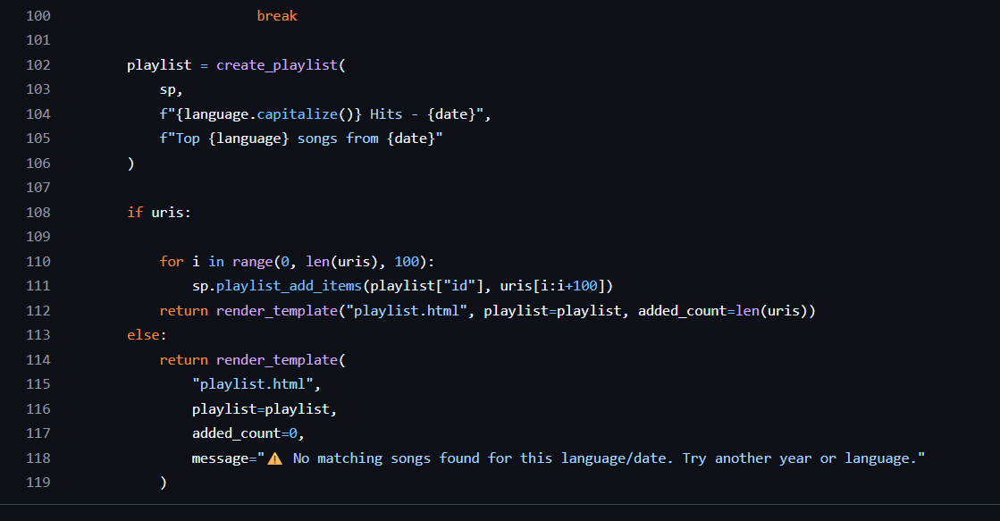 100                         break
101
102         playlist = create_playlist(
103             sp,
104             f"{language.capitalize()} Hits - {date}",
105             f"Top {language} songs from {date}"
106         )
107
108         if uris:
109
110             for i in range(0, len(uris), 100):
111                 sp.playlist_add_items(playlist["id"], uris[i:i+100])
112             return render_template("playlist.html", playlist=playlist, added_count=len(uris))
113         else:
114             return render_template(
115                 "playlist.html",
116                 playlist=playlist,
117                 added_count=0,
118                 message="⚠️ No matching songs found for this language/date. Try another year or language."
119             )